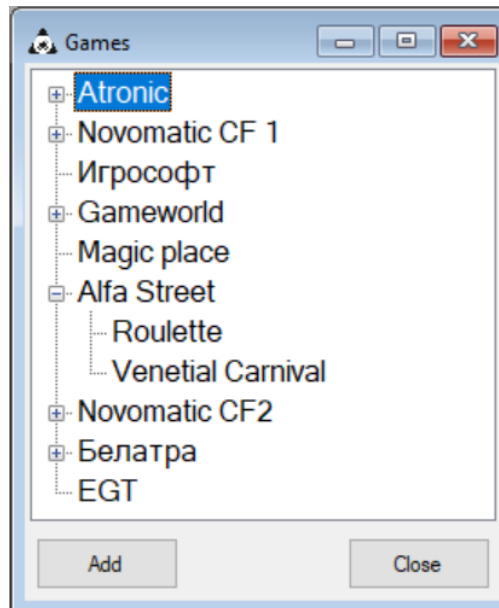 Games
Atronic
Novomatic CF 1
Игрософт
Gameworld
Magic place
Alfa Street
Roulette
Venetial Carnival
Novomatic CF2
Белатра
EGT
Add
Close